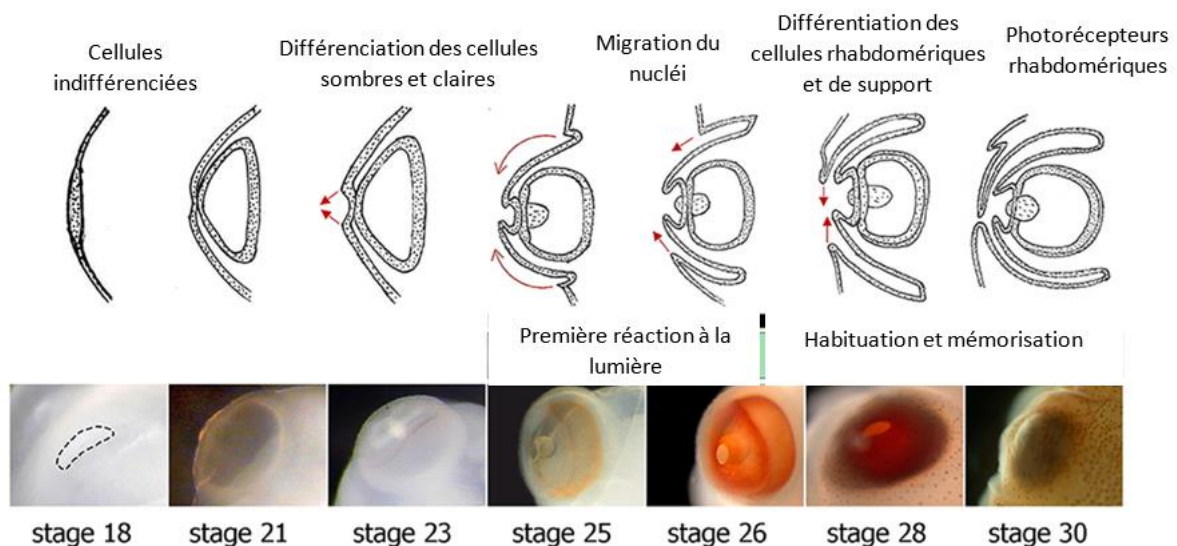 Cellules
indifférenciées
Différenciation des cellules
sombres et claires
Migration du
nucléi
Différentiation des
cellules rhabdomériques
et de support
Photorécepteurs
rhabdomériques
Première réaction à la
lumière
Habituation et mémorisation
stage 18
stage 21
stage 23
stage 25
stage 26
stage 28
stage 30